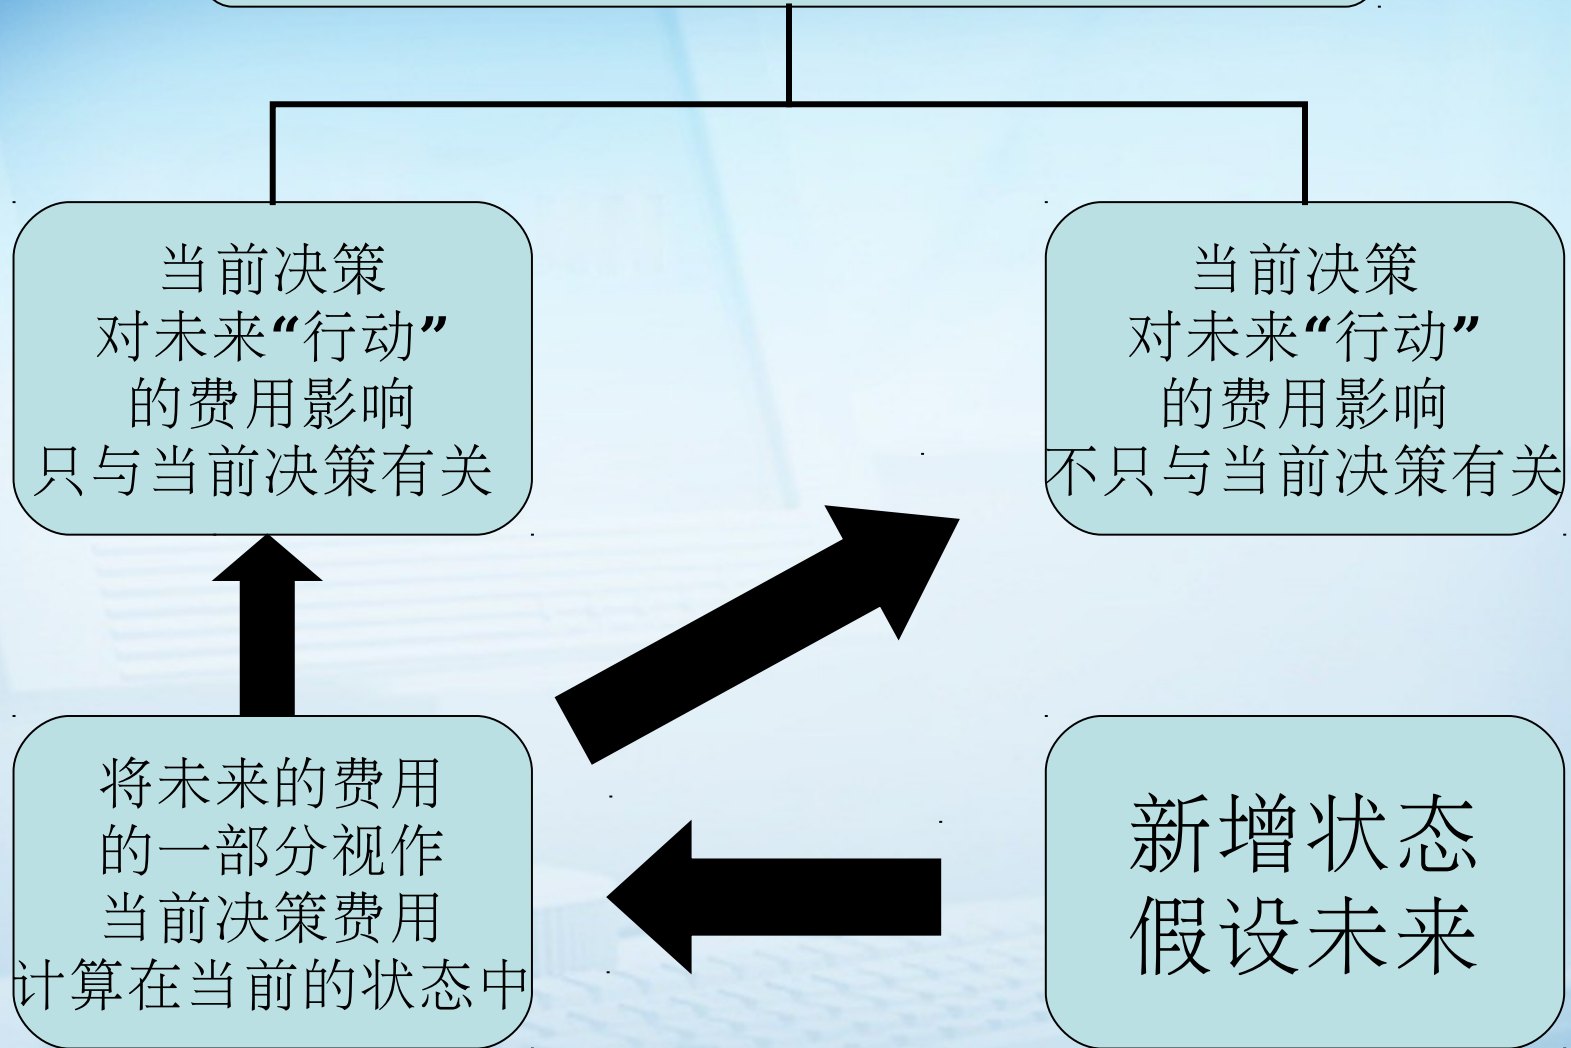 当前决策
对未来“行动”
的费用影响
只与当前决策有关
当前决策
对未来“行动”
的费用影响
不只与当前决策有关
将未来的费用
的一部分视作
当前决策费用
计算在当前的状态中
新增状态
假设未来